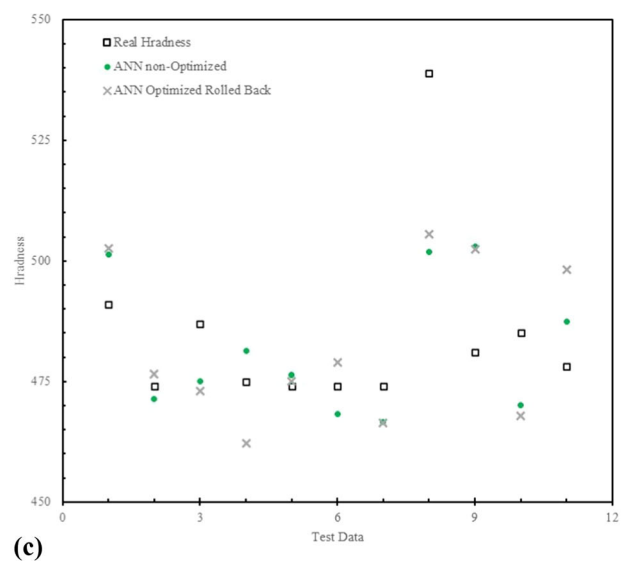 550
525
500
475
450
Hradness
Real Hradness
ANN non-Optimized
ANN Optimized Rolled Back
0 3 6 9 12
Test Data
(c)